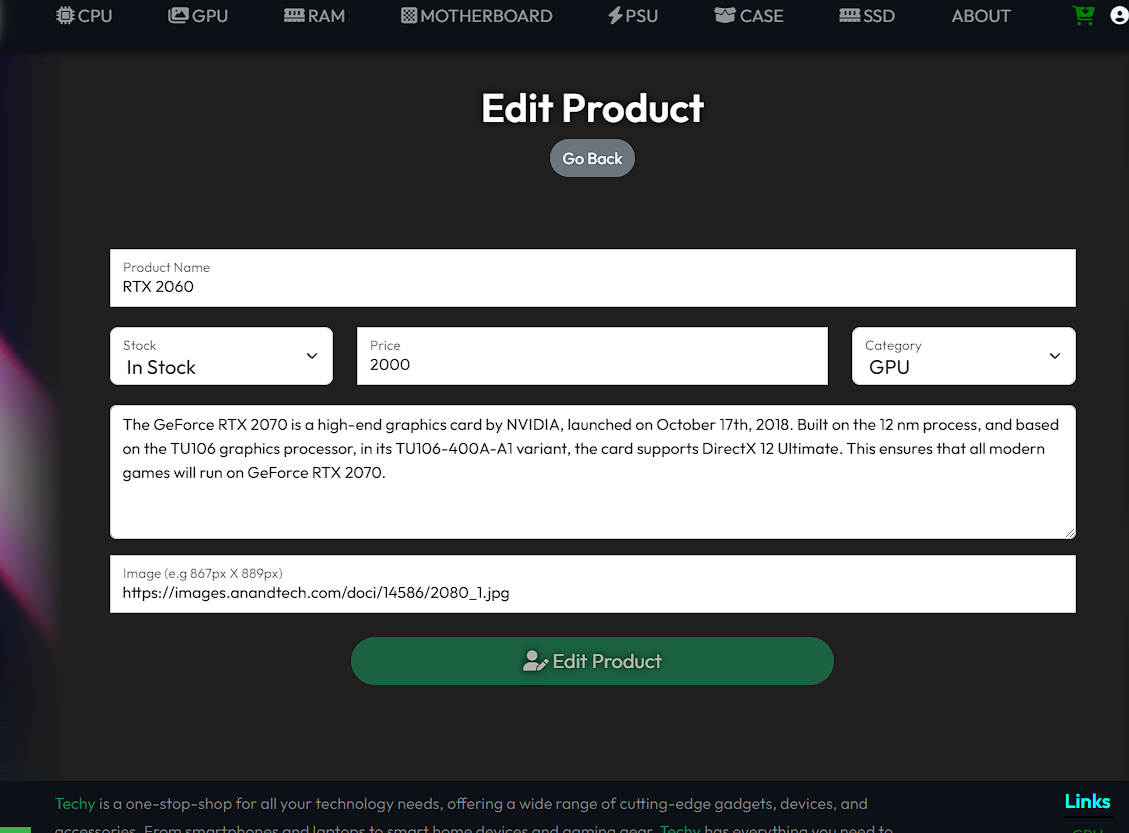 CPU GPU RAM MOTHERBOARD PSU CASE SSD ABOUT
Edit Product
Go Back
Product Name
RTX 2060
Stock Price Category
In Stock 2000 GPU
The GeForce RTX 2070 is a high-end graphics card by NVIDIA, launched on October 17th, 2018. Built on the 12 nm process, and based
on the TU106 graphics processor, in its TU106-400A-A1 variant, the card supports DirectX 12 Ultimate. This ensures that all modern
games will run on GeForce RTX 2070.
Image (e.g 867px X 889px)
https://images.anandtech.com/doci/14586/2080_1.jpg
Edit Product
Techy is a one-stop-shop for all your technology needs, offering a wide range of cutting-edge gadgets, devices, and
Links
accessories. From smartphones and laptops to smart home devices and gaming gear, Techy has everything you need to